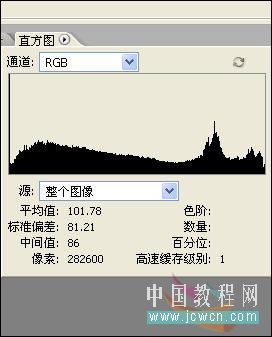 直方图
通道: RGB
源: 整个图像
平均值: 101.78 色阶:
标准偏差: 81.21 数量:
中间值: 86 百分位:
像素: 282600 高速缓存级别: 1
中国教程网
www.jcwcn.com